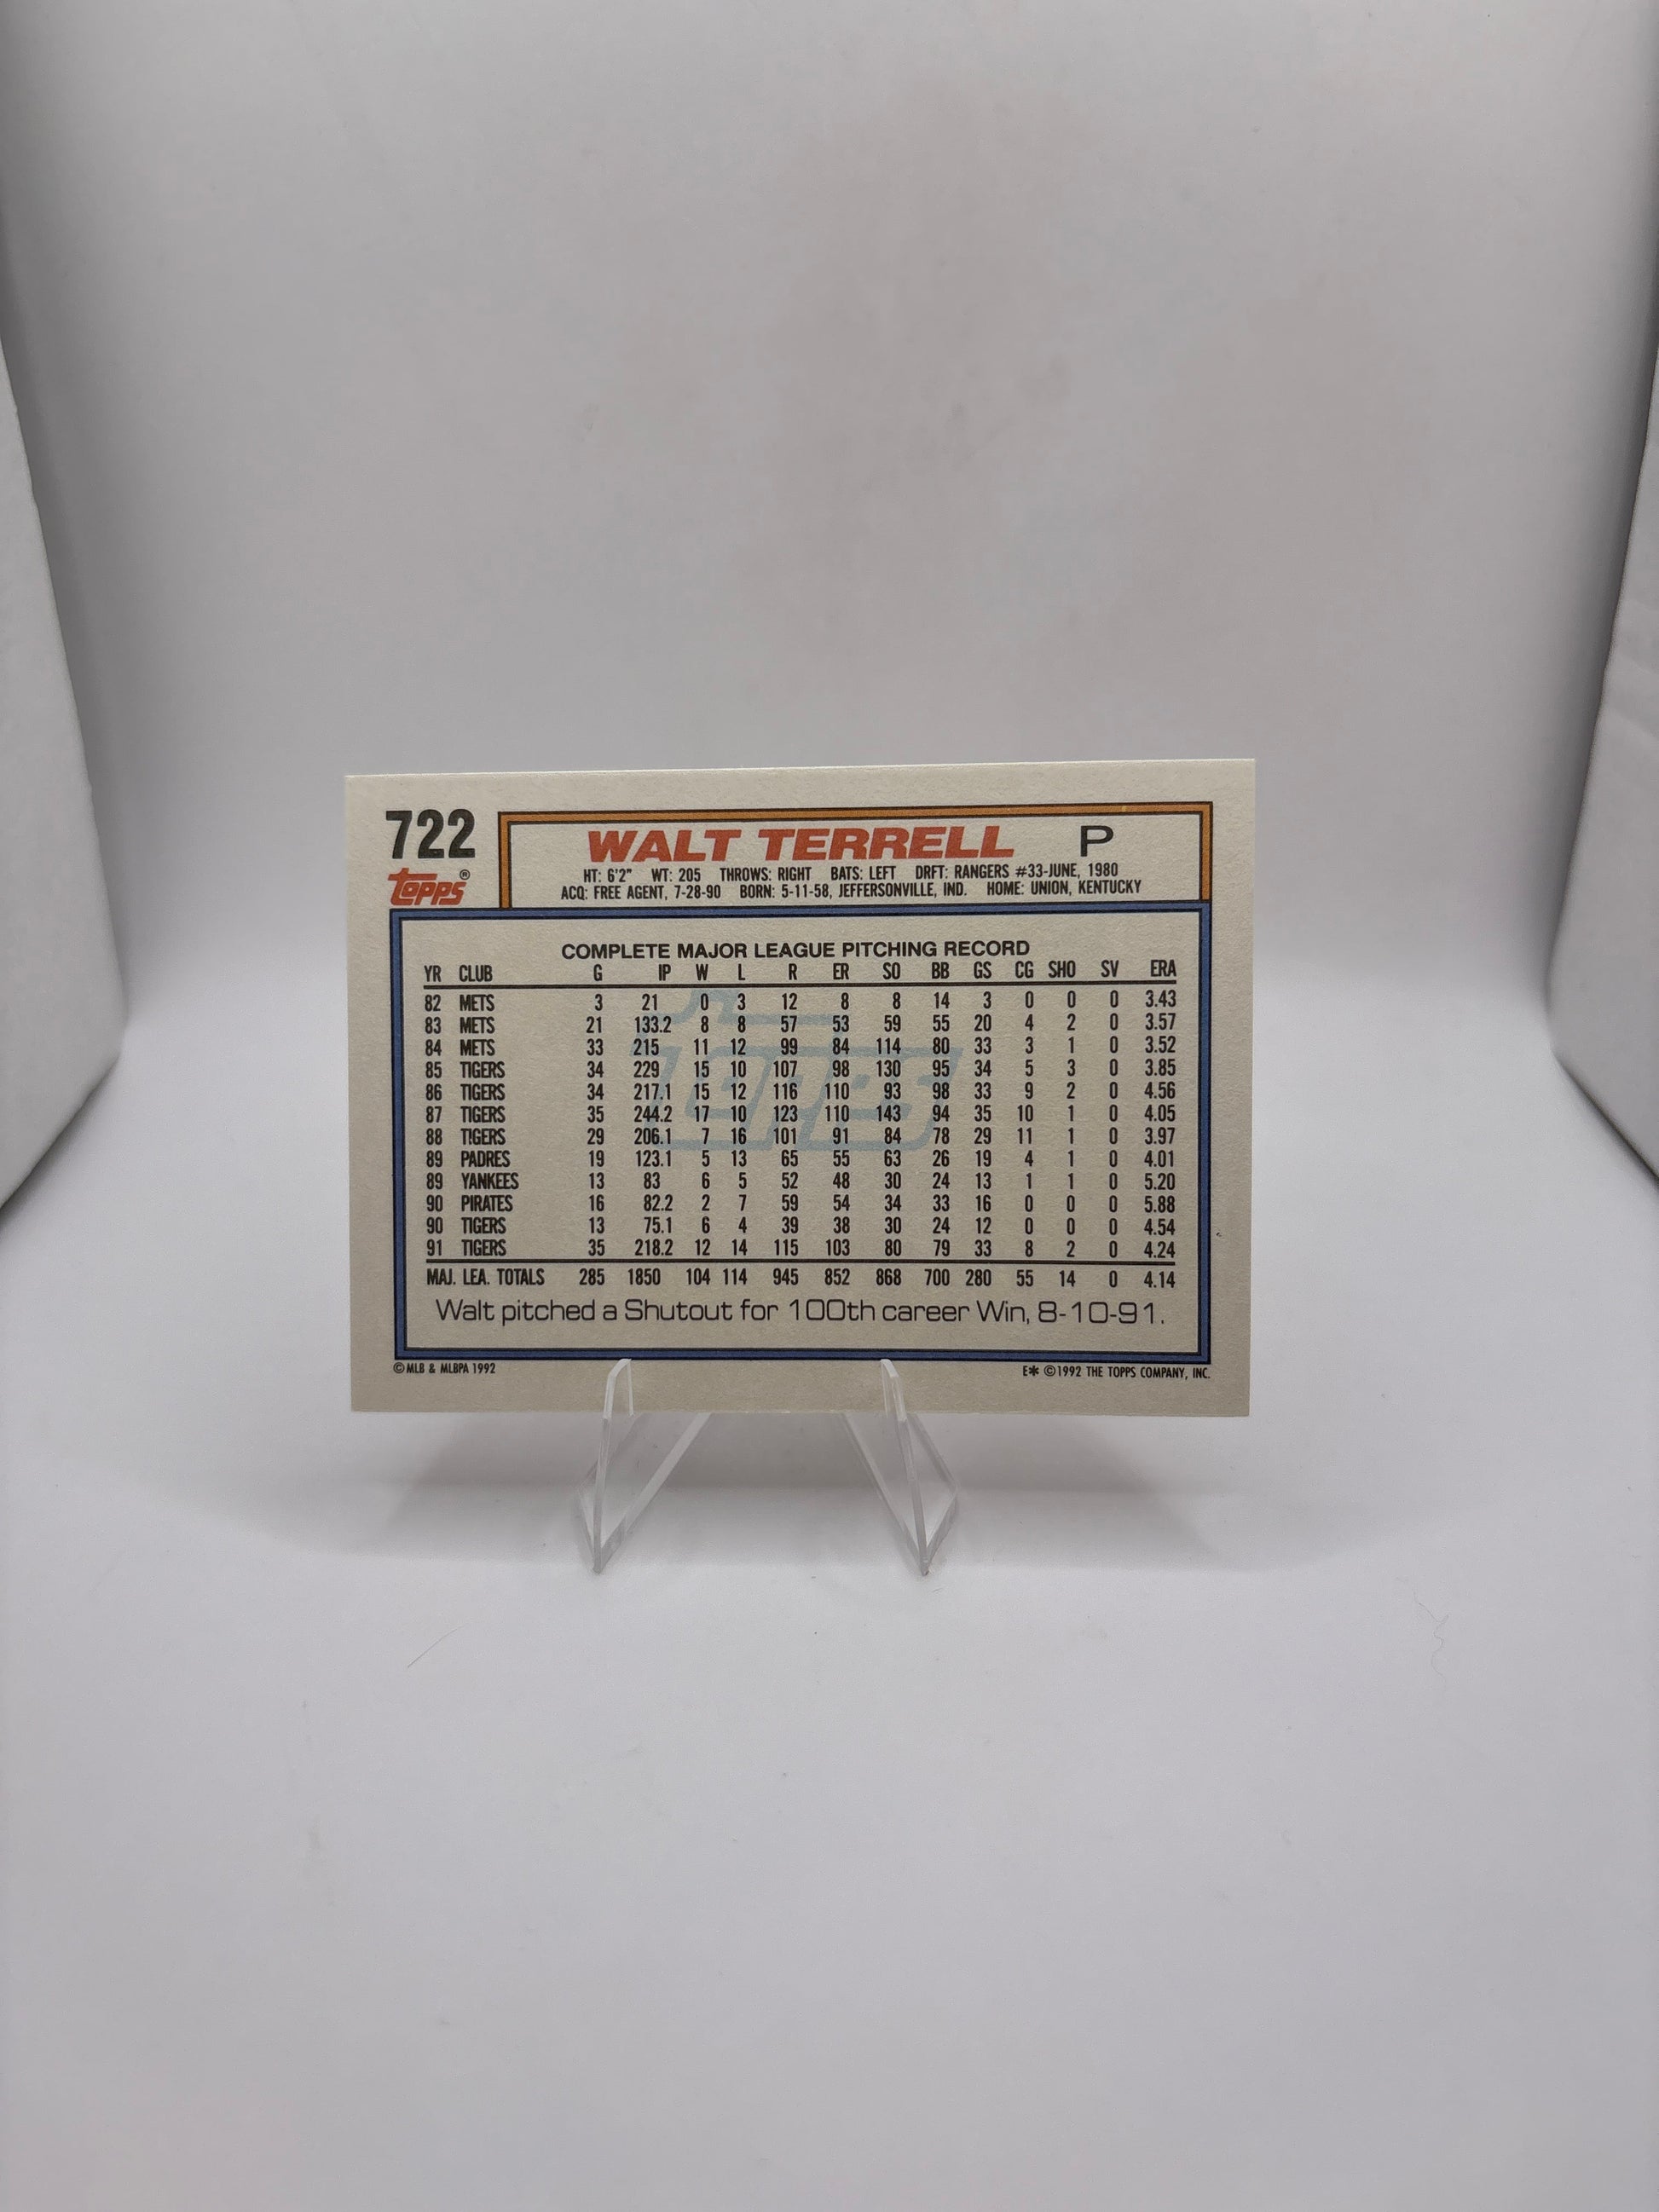 722
WALT TERRELL P
topps®
HT: 6'2" WT: 205 THROWS: RIGHT BATS: LEFT DRFT: RANGERS #33-JUNE, 1980
ACQ: FREE AGENT, 7-28-90 BORN: 5-11-58, JEFFERSONVILLE, IND. HOME: UNION, KENTUCKY
COMPLETE MAJOR LEAGUE PITCHING RECORD
YR CLUB G IP W L R ER SO BB GS CG SHO SV ERA
82 METS 3 21 0 3 12 8 8 14 3 0 0 0 3.43
83 METS 21 133.2 8 8 57 53 59 55 20 4 2 0 3.57
84 METS 33 215 11 12 99 84 114 80 33 3 1 0 3.52
85 TIGERS 34 229 15 10 107 98 130 95 34 5 3 0 3.85
86 TIGERS 34 217.1 15 12 116 110 93 98 33 9 2 0 4.56
87 TIGERS 35 244.2 17 10 123 110 143 94 35 10 1 0 4.05
88 TIGERS 29 206.1 7 16 101 91 84 78 29 11 1 0 3.97
89 PADRES 19 123.1 5 13 65 55 63 26 19 4 1 0 4.01
89 YANKEES 13 83 6 5 52 48 30 24 13 1 1 0 5.20
90 PIRATES 16 82.2 2 7 59 54 34 33 16 0 0 0 5.88
90 TIGERS 13 75.1 6 4 39 38 30 24 12 0 0 0 4.54
91 TIGERS 35 218.2 12 14 115 103 80 79 33 8 2 0 4.24
MAJ. LEA. TOTALS 285 1850 104 114 945 852 868 700 280 55 14 0 4.14
Walt pitched a Shutout for 100th career Win, 8-10-91.
© MLB & MLBPA 1992 E* ©1992 THE TOPPS COMPANY, INC.